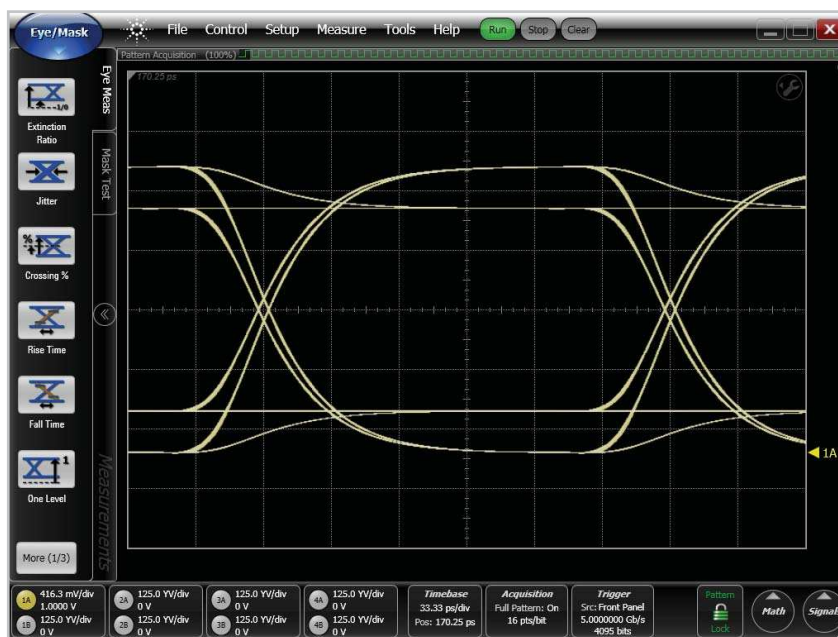 Eye/Mask
File Control Setup Measure Tools Help Run Stop Clear
Pattern Acquisition (100%)
170.25 ps
Eye Meas
Mask Test
Extinction
Ratio
Jitter
Crossing %
Rise Time
Fall Time
One Level
More (1/3)
Measurements
1A
1A 416.3 mV/div
1.0000 V
1B 125.0 YV/div
0 V
2A 125.0 YV/div
0 V
2B 125.0 YV/div
0 V
3A 125.0 YV/div
0 V
3B 125.0 YV/div
0 V
4A 125.0 YV/div
0 V
4B 125.0 YV/div
0 V
Timebase
33.33 ps/div
Pos: 170.25 ps
Acquisition
Full Pattern: On
16 pts/bit
Trigger
Src: Front Panel
5.0000000 Gb/s
4095 bits
Pattern
Lock
Math
Signals